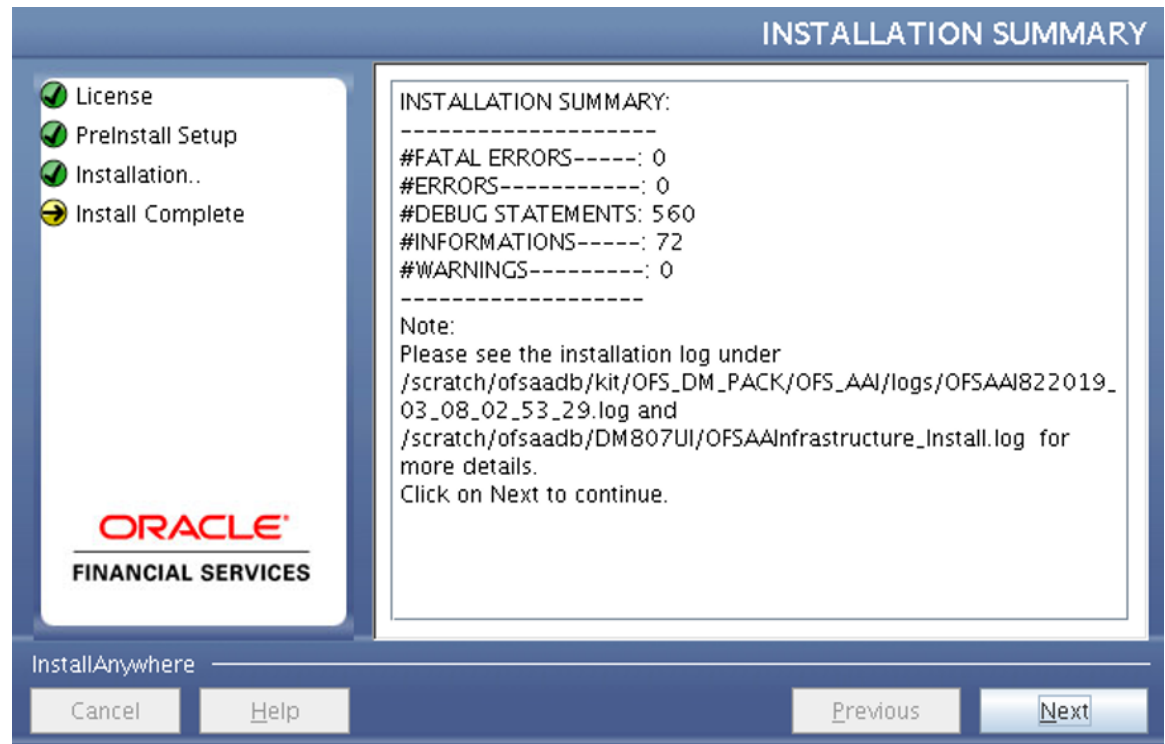 INSTALLATION SUMMARY
License
PreInstall Setup
Installation..
Install Complete
ORACLE
FINANCIAL SERVICES
INSTALLATION SUMMARY:
--------------------
#FATAL ERRORS-----: 0
#ERRORS-----------: 0
#DEBUG STATEMENTS: 560
#INFORMATIONS-----: 72
#WARNINGS---------: 0
-------------------
Note:
Please see the installation log under
/scratch/ofsaadb/kit/OFS_DM_PACK/OFS_AAI/logs/OFSAAI822019_
03_08_02_53_29.log and
/scratch/ofsaadb/DM807UI/OFSAAInfrastructure_Install.log  for
more details.
Click on Next to continue.
InstallAnywhere
Cancel
Help
Previous
Next